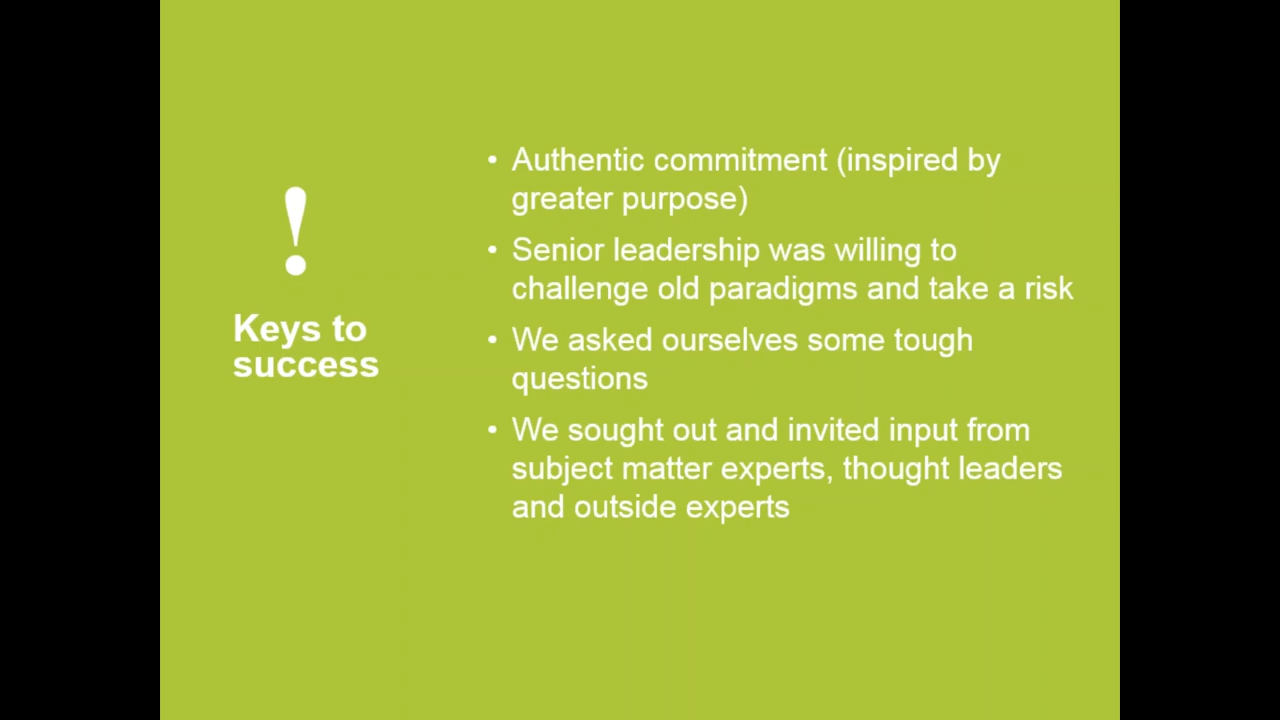 !
Keys to
success
• Authentic commitment (inspired by
greater purpose)
• Senior leadership was willing to
challenge old paradigms and take a risk
• We asked ourselves some tough
questions
• We sought out and invited input from
subject matter experts, thought leaders
and outside experts